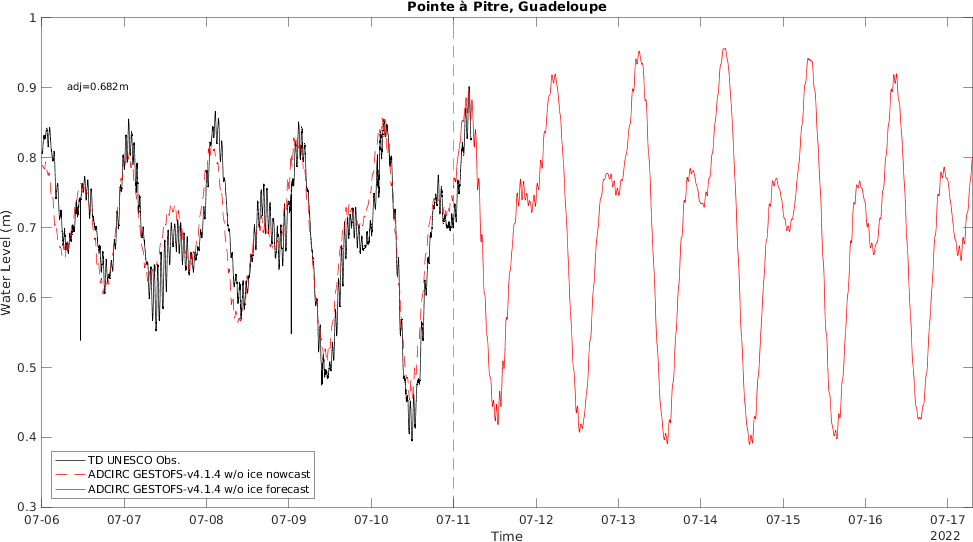 Pointe à Pitre, Guadeloupe
1
0.9
0.8
0.7
0.6
0.5
0.4
0.3
Water Level (m)
adj=0.682m
TD UNESCO Obs.
ADCIRC GESTOFS-v4.1.4 w/o ice nowcast
ADCIRC GESTOFS-v4.1.4 w/o ice forecast
07-06 07-07 07-08 07-09 07-10 07-11 07-12 07-13 07-14 07-15 07-16 07-17
Time
2022